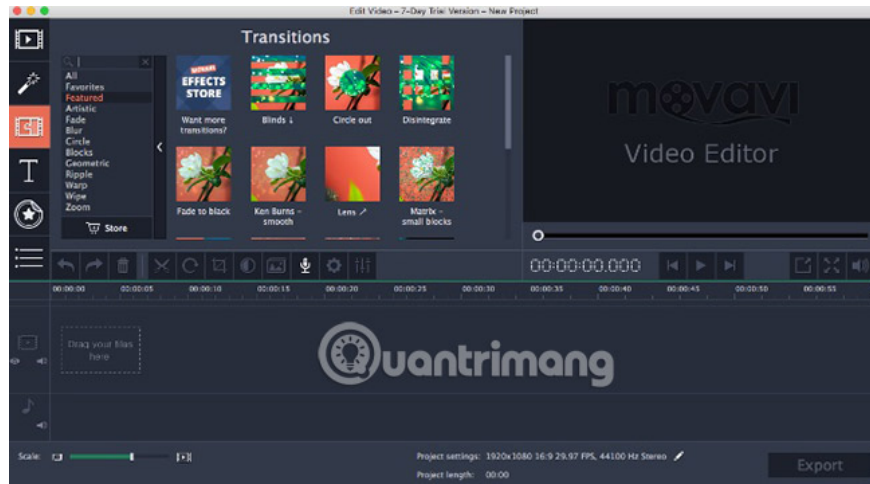 Edit Video – 7-Day Trial Version – New Project
Transitions
All
Favorites
Featured
Artistic
Fade
Blur
Circle
Blocks
Geometric
Ripple
Warp
Wipe
Zoom
Store
movavi
EFFECTS
STORE
Want more
transitions?
Blinds ↓
Circle out
Disintegrate
Fade to black
Ken Burns –
smooth
Lens ↗
Matrix –
small blocks
movavi
Video Editor
T
00:00:00.000
00:00:00 00:00:05 00:00:10 00:00:15 00:00:20 00:00:25 00:00:30 00:00:35 00:00:40 00:00:45 00:00:50 00:00:55
Drag your files
here
Quantrimang
Scale:
Project settings: 1920x1080 16:9 29.97 FPS, 44100 Hz Stereo
Project length: 00:00
Export